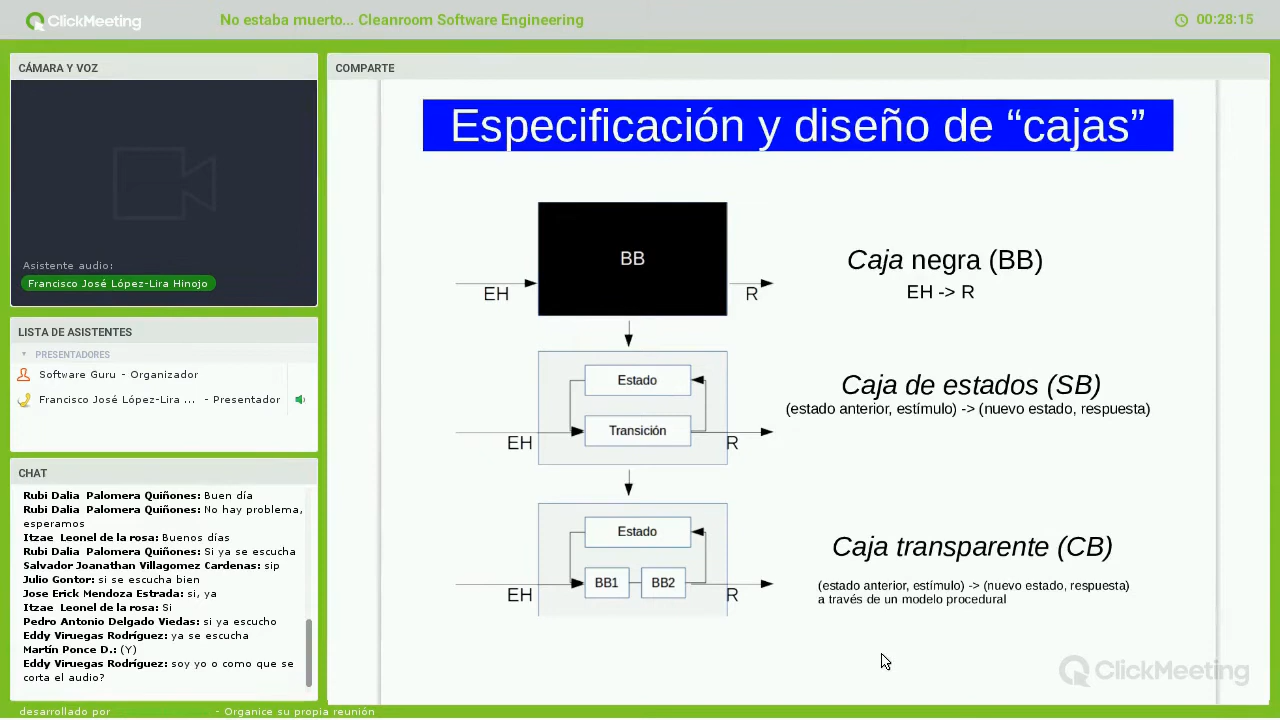 ClickMeeting
No estaba muerto... Cleanroom Software Engineering
00:28:15
CÁMARA Y VOZ
Asistente audio:
Francisco José López-Lira Hinojo
LISTA DE ASISTENTES
PRESENTADORES
Software Guru - Organizador
Francisco José López-Lira ... - Presentador
CHAT
Rubi Dalia Palomera Quiñones: Buen día
Rubi Dalia Palomera Quiñones: No hay problema,
esperamos
Itzae Leonel de la rosa: Buenos días
Rubi Dalia Palomera Quiñones: Si ya se escucha
Salvador Joanathan Villagomez Cardenas: sip
Julio Gontor: si se escucha bien
Jose Erick Mendoza Estrada: si, ya
Itzae Leonel de la rosa: Si
Pedro Antonio Delgado Viedas: si ya escucho
Eddy Viruegas Rodríguez: ya se escucha
Martín Ponce D.: (Y)
Eddy Viruegas Rodríguez: soy yo o como que se
corta el audio?
COMPARTE
Especificación y diseño de “cajas”
BB
EH
R
Caja negra (BB)
EH -> R
Estado
Transición
EH
R
Caja de estados (SB)
(estado anterior, estímulo) -> (nuevo estado, respuesta)
Estado
BB1
BB2
EH
R
Caja transparente (CB)
(estado anterior, estímulo) -> (nuevo estado, respuesta)
a través de un modelo procedural
ClickMeeting
desarrollado por
- Organice su propia reunión